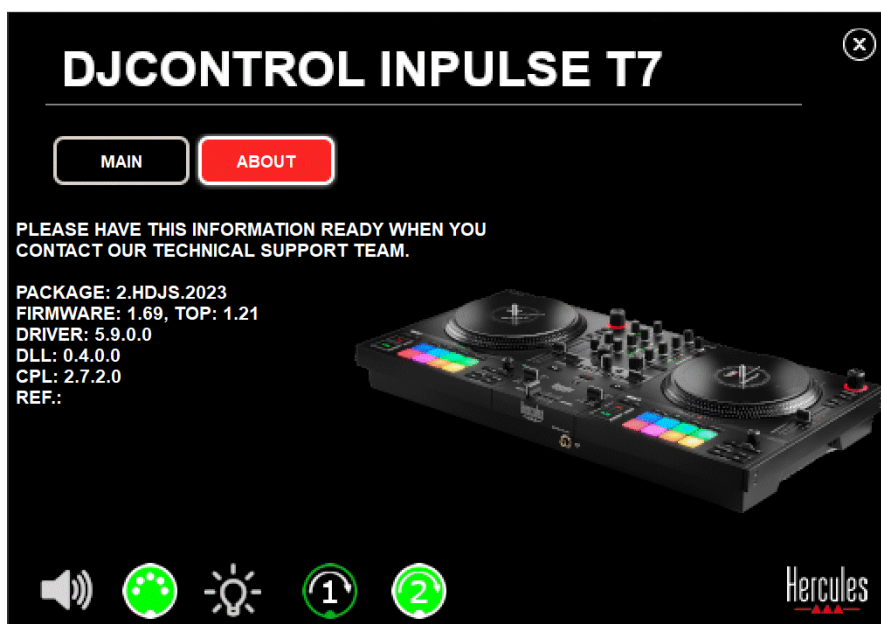 DJCONTROL INPULSE T7
MAIN
ABOUT
PLEASE HAVE THIS INFORMATION READY WHEN YOU
CONTACT OUR TECHNICAL SUPPORT TEAM.
PACKAGE: 2.HDJS.2023
FIRMWARE: 1.69, TOP: 1.21
DRIVER: 5.9.0.0
DLL: 0.4.0.0
CPL: 2.7.2.0
REF.:
1
2
Hercules